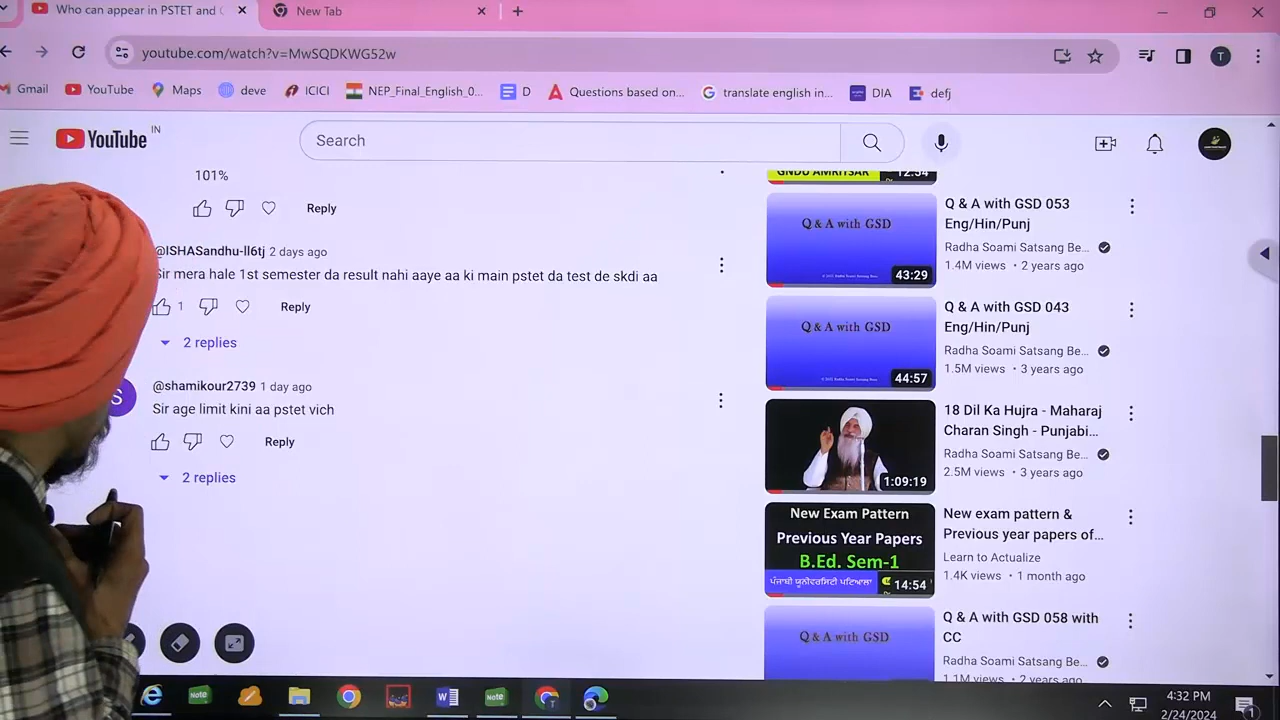 Who can appear in PSTET and
New Tab
youtube.com/watch?v=MwSQDKWG52w
T
Gmail
YouTube
Maps
deve
ICICI
NEP_Final_English_0...
D
Questions based on...
translate english in...
DIA
defj
YouTube
IN
Search
101%
Reply
@ISHASandhu-ll6tj 2 days ago
Sir mera hale 1st semester da result nahi aaye aa ki main pstet da test de skdi aa
1
Reply
2 replies
S
@shamikour2739 1 day ago
Sir age limit kini aa pstet vich
Reply
2 replies
GNDU AMRITSAR
12:54
Q & A with GSD
43:29
Q & A with GSD 053
Eng/Hin/Punj
Radha Soami Satsang Be...
1.4M views • 2 years ago
Q & A with GSD
44:57
Q & A with GSD 043
Eng/Hin/Punj
Radha Soami Satsang Be...
1.5M views • 3 years ago
1:09:19
18 Dil Ka Hujra - Maharaj
Charan Singh - Punjabi...
Radha Soami Satsang Be...
2.5M views • 3 years ago
New Exam Pattern
Previous Year Papers
B.Ed. Sem-1
ਪੰਜਾਬੀ ਯੂਨੀਵਰਸਿਟੀ ਪਟਿਆਲਾ
14:54
New exam pattern &
Previous year papers of...
Learn to Actualize
1.4K views • 1 month ago
Q & A with GSD
Q & A with GSD 058 with
CC
Radha Soami Satsang Be...
1.1M views • 2 years ago
Note
W
Note
T
4:32 PM
2/24/2024
1